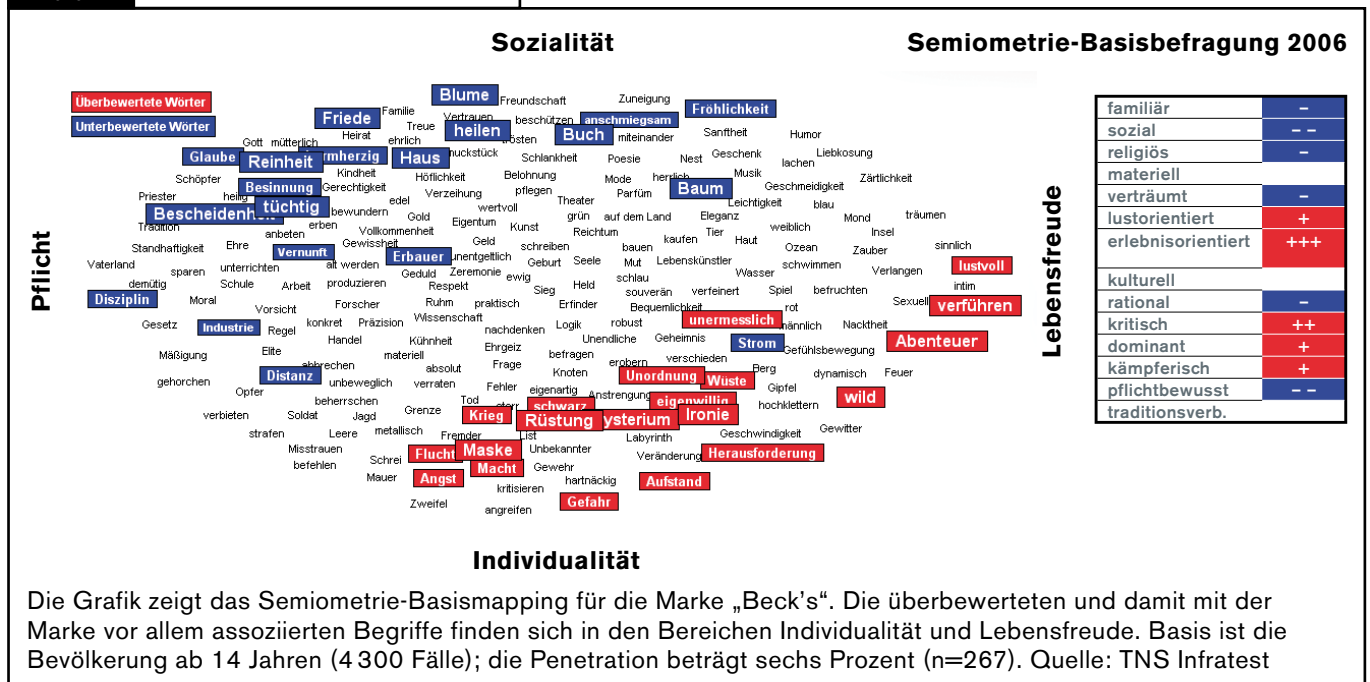 Sozialität
Semiometrie-Basisbefragung 2006
Pflicht
Lebensfreude
Individualität
Überbewertete Wörter
Unterbewertete Wörter
Blume Freundschaft Zuneigung
Friede Familie Vertrauen beschützen anschmiegsam Fröhlichkeit
Treue heilen Buch miteinander Sanftheit Humor
Gott mütterlich Heirat ehrlich
Glaube Reinheit Haus Schlankheit Poesie Nest Geschenk lachen Liebkosung
Schöpfer Kindheit Höflichkeit Belohnung Mode Musik Zärtlichkeit
Besinnung Gerechtigkeit edel Verzeihung pflegen Parfüm Baum Geschmeidigkeit
Priester heilig tüchtig wertvoll Theater Leichtigkeit blau
Bescheidenheit bewundern Gold grün auf dem Land Eleganz Mond träumen
Tradition anbeten erben Vollkommenheit Eigentum Kunst Reichtum Tier weiblich Insel
Standhaftigkeit Ehre Gewissheit Geld schreiben bauen kaufen Haut Ozean Zauber sinnlich
Vernunft Erbauer unentgeltlich Geburt Seele Mut Lebenskünstler schwimmen
Vaterland unterrichten alt werden lustvoll
demütig sparen Schule Arbeit produzieren Geduld Zeremonie ewig schlau Wasser Verlangen
Respekt Sieg Held souverän verfeinert Spiel befruchten intim
Disziplin Moral Vorsicht Forscher Ruhm praktisch Erfinder Bequemlichkeit rot Sexuell verführen
Gesetz Industrie Regel konkret Präzision Wissenschaft nachdenken Logik robust unermesslich männlich Nacktheit
Handel Kühnheit Unendliche Geheimnis Strom Abenteuer
Mäßigung Elite materiell Ehrgeiz befragen erobern verschieden Gefühlsbewegung
abbrechen absolut Frage Knoten Berg
gehorchen Distanz unbeweglich verraten Unordnung Wüste dynamisch Feuer
Opfer beherrschen Fehler eigenartig Anstrengung Gipfel
verbieten Soldat Jagd Grenze Tod schwarz eigenwillig hochklettern wild
Krieg Rüstung Ironie
strafen Leere metallisch Fremder List Labyrinth Geschwindigkeit Gewitter
Misstrauen Flucht Maske Unbekannter Veränderung Herausforderung
befehlen Schrei Macht Gewehr
Mauer Angst hartnäckig Aufstand
kritisieren
Zweifel Gefahr
angreifen
familiär –
sozial – –
religiös –
materiell
verträumt –
lustorientiert +
erlebnisorientiert +++
kulturell
rational –
kritisch ++
dominant +
kämpferisch +
pflichtbewusst – –
traditionsverb.
Die Grafik zeigt das Semiometrie-Basismapping für die Marke „Beck's“. Die überbewerteten und damit mit der
Marke vor allem assoziierten Begriffe finden sich in den Bereichen Individualität und Lebensfreude. Basis ist die
Bevölkerung ab 14 Jahren (4 300 Fälle); die Penetration beträgt sechs Prozent (n=267). Quelle: TNS Infratest